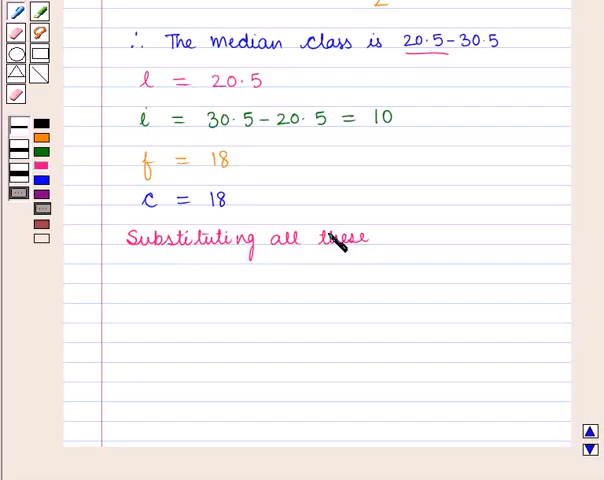 2
∴ The median class is 20.5-30.5
l = 20.5
i = 30.5-20.5 = 10
f = 18
c = 18
Substituting all these